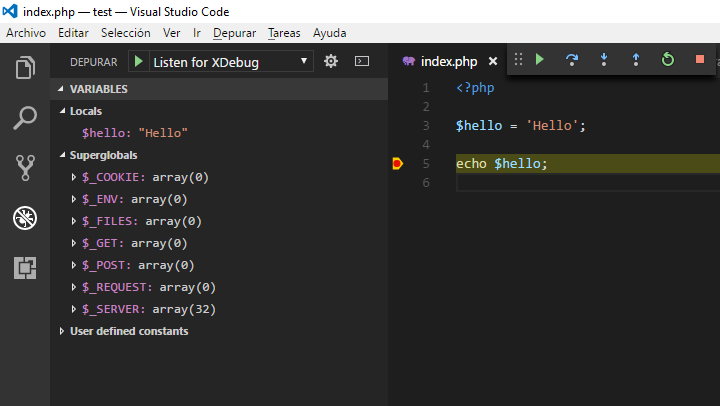 index.php — test — Visual Studio Code
Archivo Editar Selección Ver Ir Depurar Tareas Ayuda
DEPURAR Listen for XDebug
VARIABLES
Locals
$hello: "Hello"
Superglobals
$_COOKIE: array(0)
$_ENV: array(0)
$_FILES: array(0)
$_GET: array(0)
$_POST: array(0)
$_REQUEST: array(0)
$_SERVER: array(32)
User defined constants
index.php
1 <?php
2
3 $hello = 'Hello';
4
5 echo $hello;
6